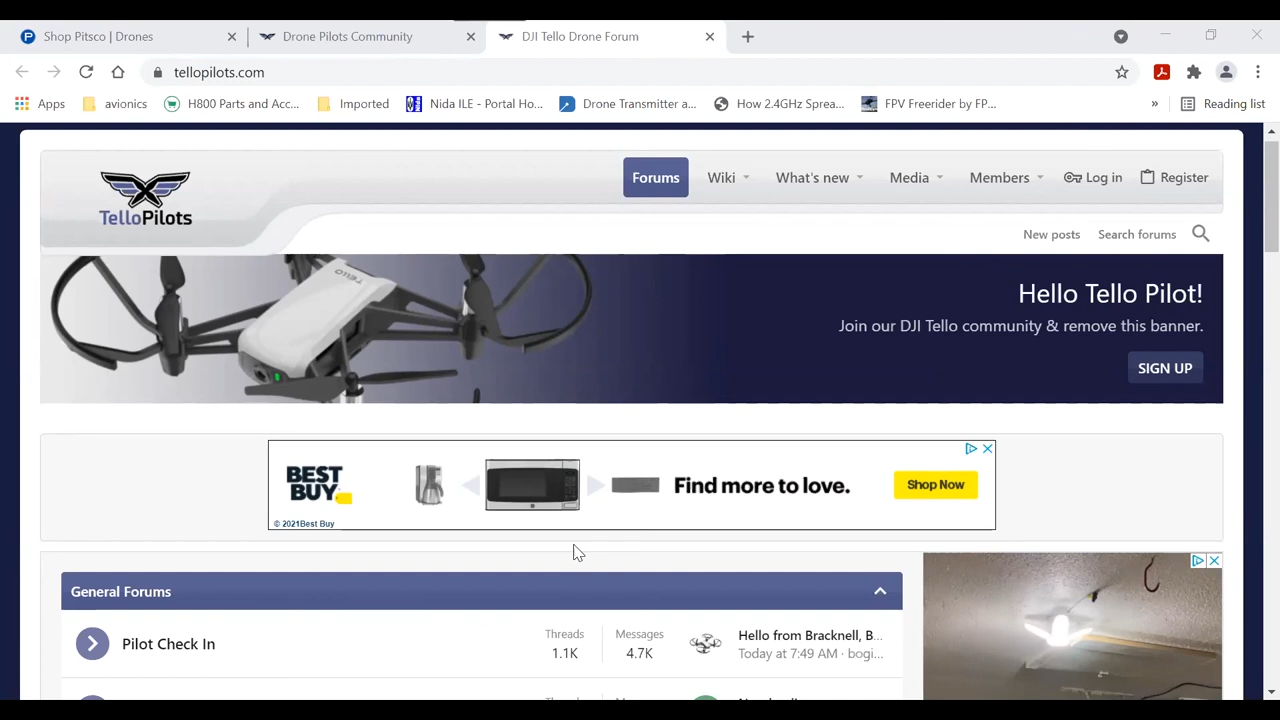 Shop Pitsco | Drones
Drone Pilots Community
DJI Tello Drone Forum
tellopilots.com
Apps
avionics
H800 Parts and Acc...
Imported
Nida ILE - Portal Ho...
Drone Transmitter a...
How 2.4GHz Sprea...
FPV Freerider by FP...
»
Reading list
TelloPilots
Forums
Wiki
What's new
Media
Members
Log in
Register
New posts
Search forums
TELLO
Hello Tello Pilot!
Join our DJI Tello community & remove this banner.
SIGN UP
BEST BUY
Find more to love.
Shop Now
© 2021Best Buy
General Forums
Pilot Check In
Threads
1.1K
Messages
4.7K
Hello from Bracknell, B...
Today at 7:49 AM · bogi...